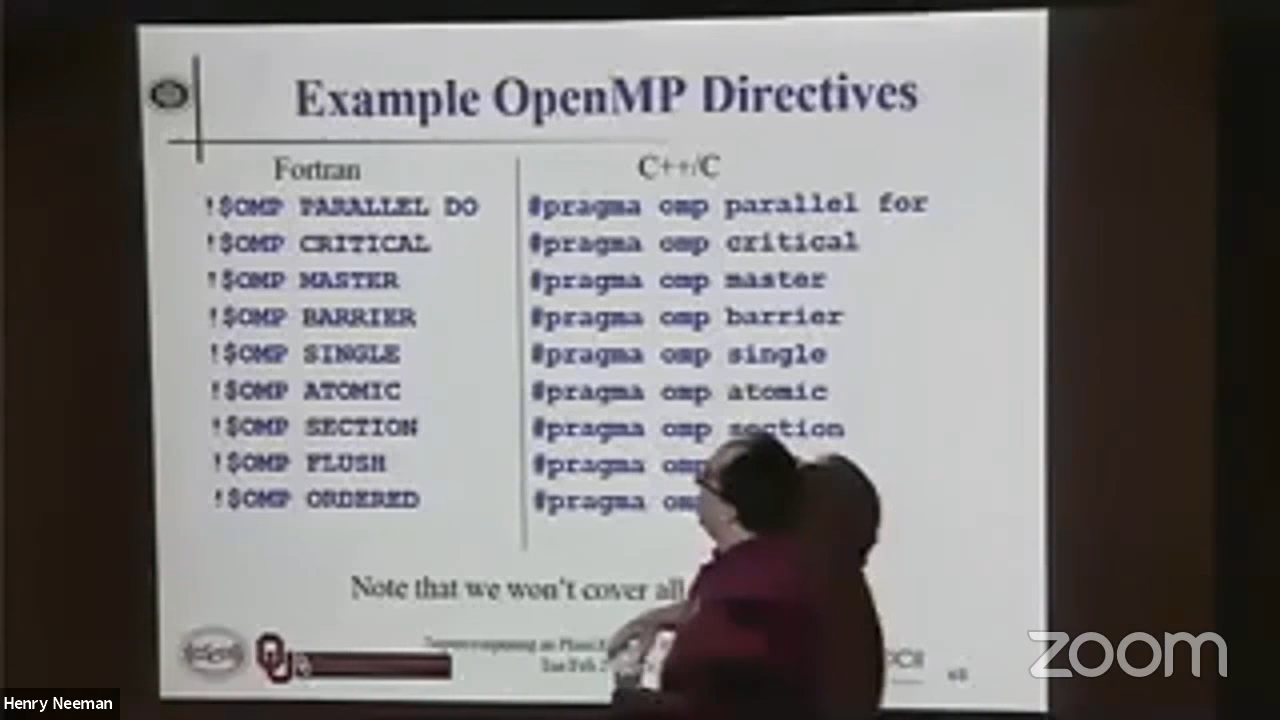 Example OpenMP Directives
Fortran C++/C
!$OMP PARALLEL DO #pragma omp parallel for
!$OMP CRITICAL #pragma omp critical
!$OMP MASTER #pragma omp master
!$OMP BARRIER #pragma omp barrier
!$OMP SINGLE #pragma omp single
!$OMP ATOMIC #pragma omp atomic
!$OMP SECTION #pragma omp section
!$OMP FLUSH #pragma omp
!$OMP ORDERED #pragma
Note that we won't cover all
OU
Tue Feb
zoom
Henry Neeman